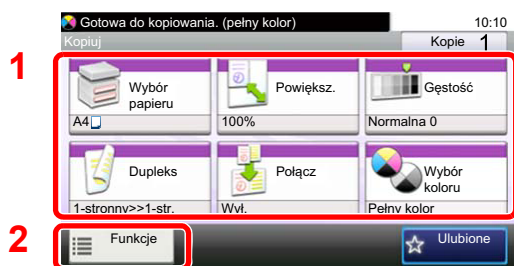 Gotowa do kopiowania. (pełny kolor)
10:10
Kopiuj
Kopie 1
1
Wybór
papieru
A4
Powiększ.
100%
Gęstość
Normalna 0
Dupleks
1-stronny>>1-str.
Połącz
Wył.
Wybór
koloru
Pełny kolor
2
Funkcje
Ulubione